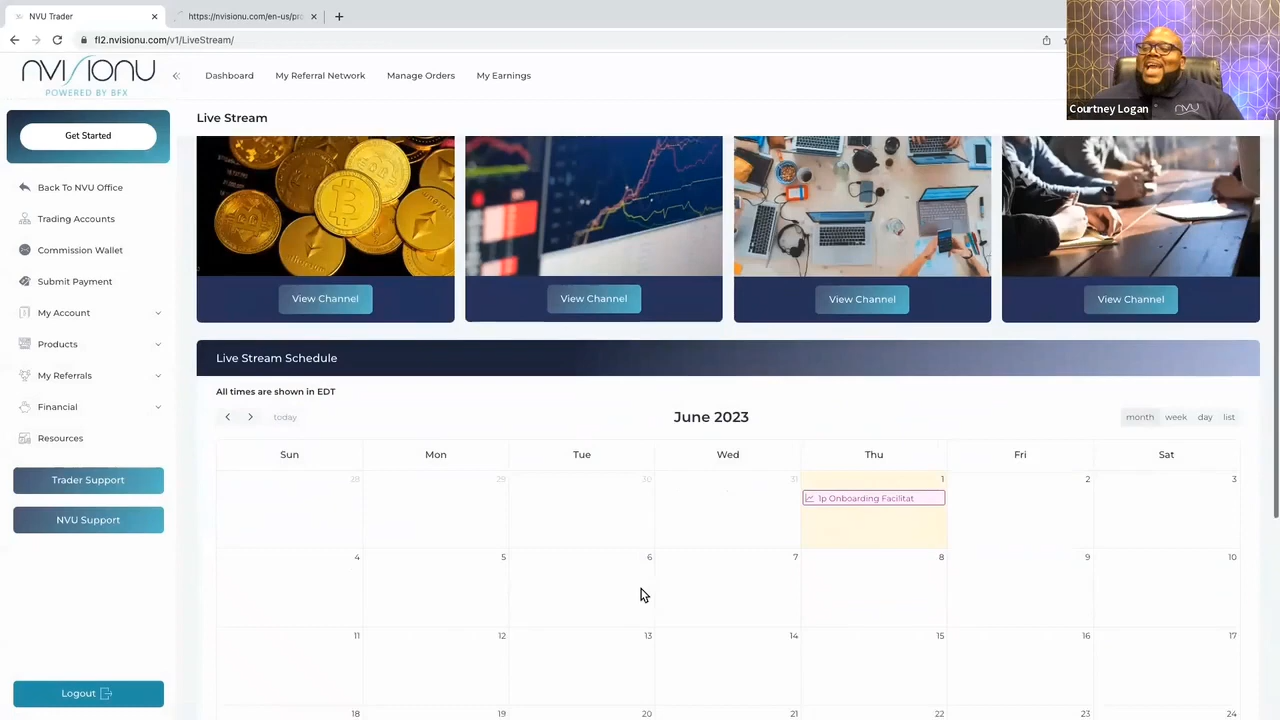 NVU Trader
https://nvisionu.com/en-us/pro
fl2.nvisionu.com/v1/LiveStream/
nvisionu
POWERED BY BFX
Dashboard
My Referral Network
Manage Orders
My Earnings
Courtney Logan
NVU
Get Started
Back To NVU Office
Trading Accounts
Commission Wallet
Submit Payment
My Account
Products
My Referrals
Financial
Resources
Trader Support
NVU Support
Logout
Live Stream
View Channel
View Channel
View Channel
View Channel
Live Stream Schedule
All times are shown in EDT
today
June 2023
month week day list
Sun Mon Tue Wed Thu Fri Sat
28 29 30 31 1 2 3
1p Onboarding Facilitat
4 5 6 7 8 9 10
11 12 13 14 15 16 17
18 19 20 21 22 23 24